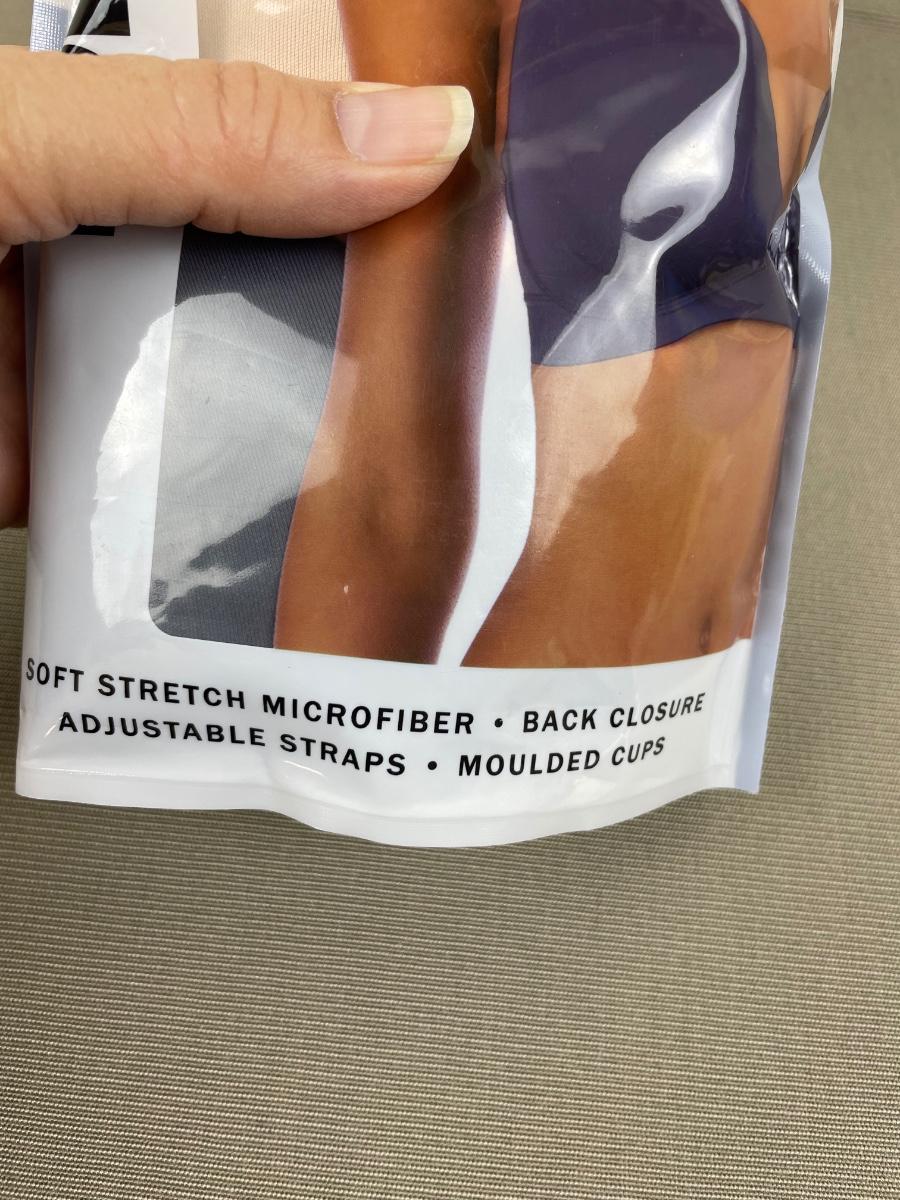 SOFT STRETCH MICROFIBER • BACK CLOSURE
ADJUSTABLE STRAPS • MOULDED CUPS